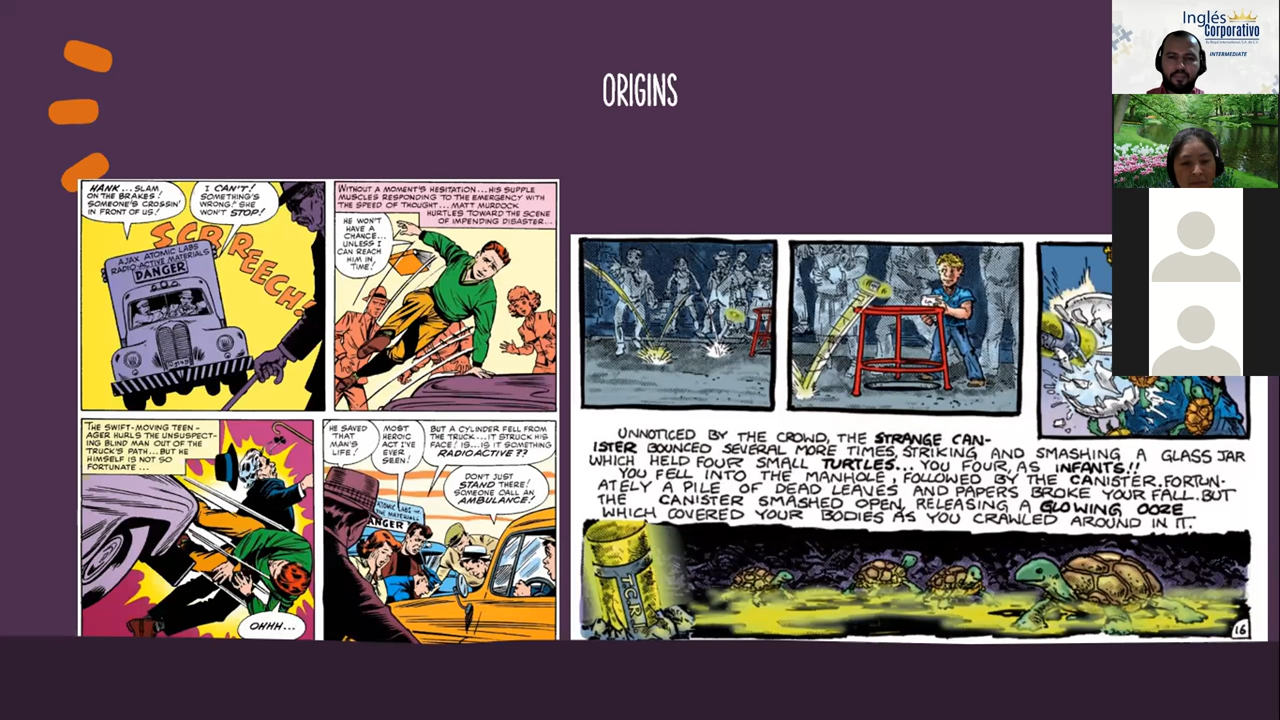 ORIGINS
HANK...SLAM
ON THE BRAKES!
SOMEONE'S CROSSIN'
IN FRONT OF US!
I CAN'T!
SOMETHING'S
WRONG! SHE
WON'T STOP!
SCRREECH!
AJAX ATOMIC LABS
RADIO-ACTIVE MATERIALS
DANGER
WITHOUT A MOMENT'S HESITATION...HIS SUPPLE
MUSCLES RESPONDING TO THE EMERGENCY WITH
THE SPEED OF THOUGHT... MATT MURDOCK
HURTLES TOWARD THE SCENE
OF IMPENDING DISASTER...
HE WON'T
HAVE A
CHANCE...
UNLESS I
CAN REACH
HIM IN
TIME!
THE SWIFT-MOVING TEEN-
AGER HURLS THE UNSUSPECT-
ING BLIND MAN OUT OF THE
TRUCK'S PATH... BUT HE
HIMSELF IS NOT SO
FORTUNATE...
OHHH...
HE SAVED
THAT
MAN'S
LIFE!
MOST
HEROIC
ACT I'VE
EVER
SEEN!
BUT A CYLINDER FELL FROM
THE TRUCK...IT STRUCK HIS
FACE! IS...IS IT SOMETHING
RADIOACTIVE??
DON'T JUST
STAND THERE!
SOMEONE CALL AN
AMBULANCE!
ATOMIC LABS
ANGER
UNNOTICED BY THE CROWD, THE STRANGE CAN-
ISTER BOUNCED SEVERAL MORE TIMES, STRIKING AND SMASHING A GLASS JAR
WHICH HELD FOUR SMALL TURTLES... YOU FOUR, AS INFANTS!!
YOU FELL INTO THE MANHOLE, FOLLOWED BY THE CANISTER. FORTUN-
ATELY A PILE OF DEAD LEAVES AND PAPERS BROKE YOUR FALL. BUT
THE CANISTER SMASHED OPEN, RELEASING A GLOWING OOZE
WHICH COVERED YOUR BODIES AS YOU CRAWLED AROUND IN IT.
TCRI
16
Inglés
Corporativo
INTERMEDIATE